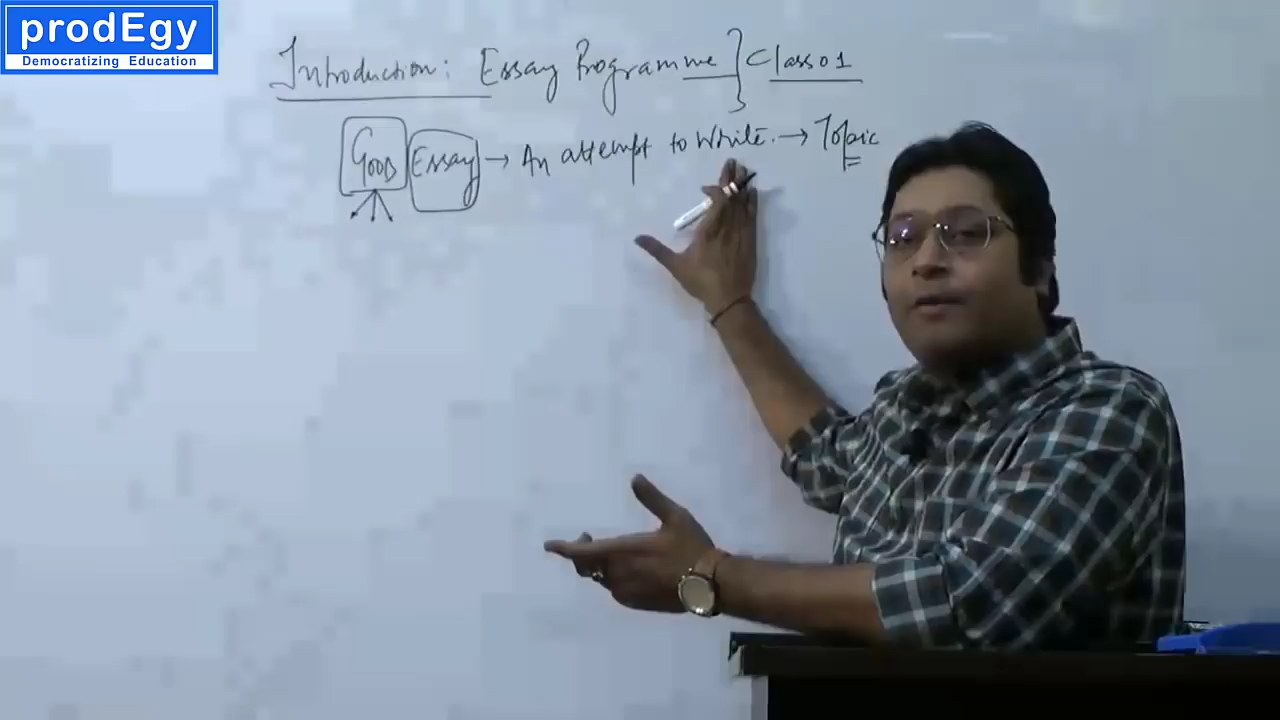 prodEgy
Democratizing Education
Introduction: Essay Programme } Class 01
GOOD Essay → An attempt to Write. → Topic